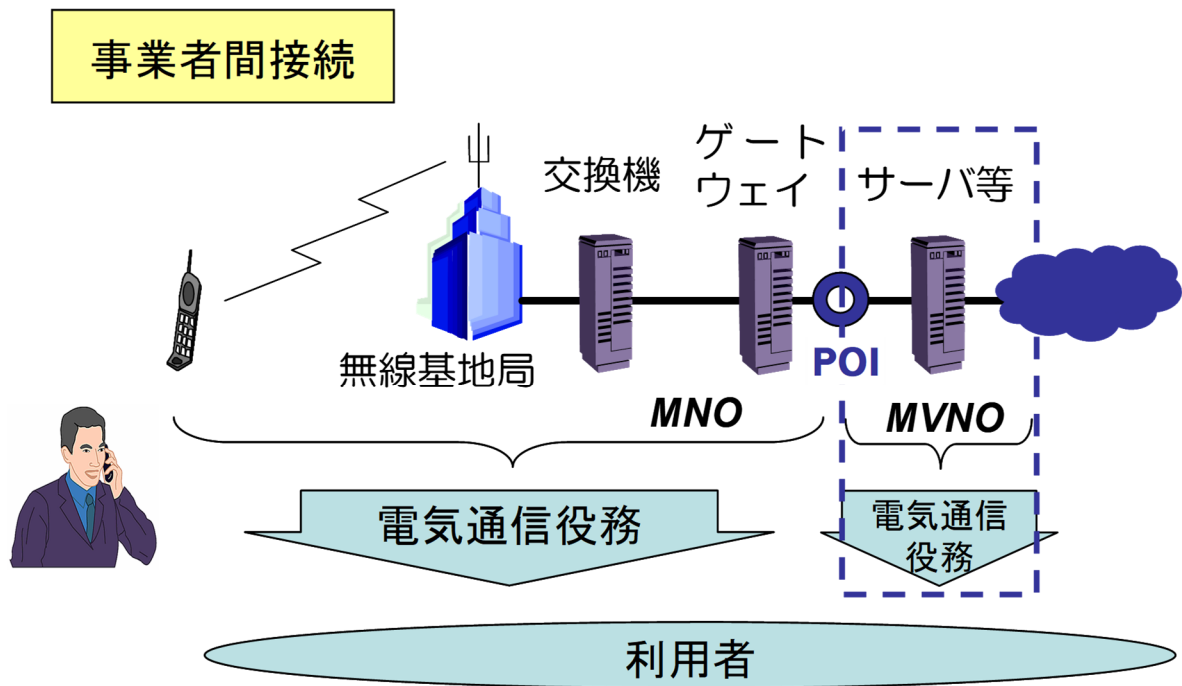 事業者間接続
ゲート
ウェイ
交換機
サーバ等
POI
無線基地局
MNO
MVNO
電気通信役務
電気通信
役務
利用者